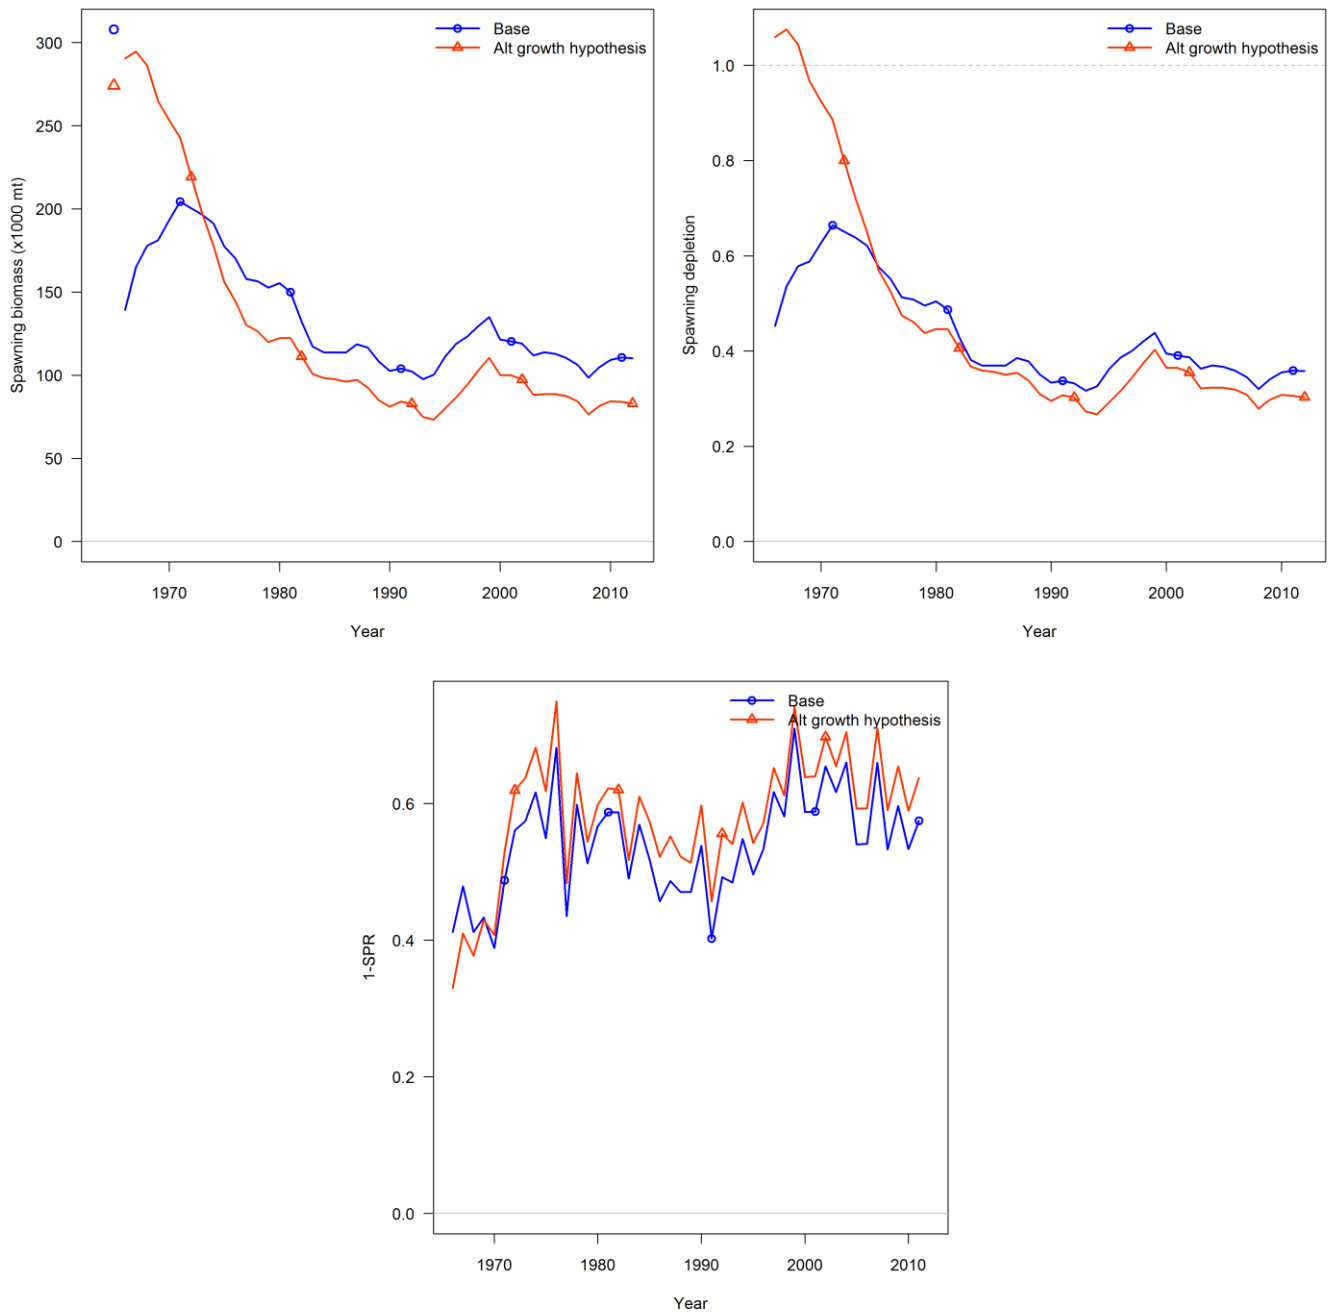 Base
Alt growth hypothesis
Spawning biomass (x1000 mt)
300
250
200
150
100
50
0
1970 1980 1990 2000 2010
Year
Base
Alt growth hypothesis
Spawning depletion
1.0
0.8
0.6
0.4
0.2
0.0
1970 1980 1990 2000 2010
Year
Base
Alt growth hypothesis
1-SPR
0.6
0.4
0.2
0.0
1970 1980 1990 2000 2010
Year